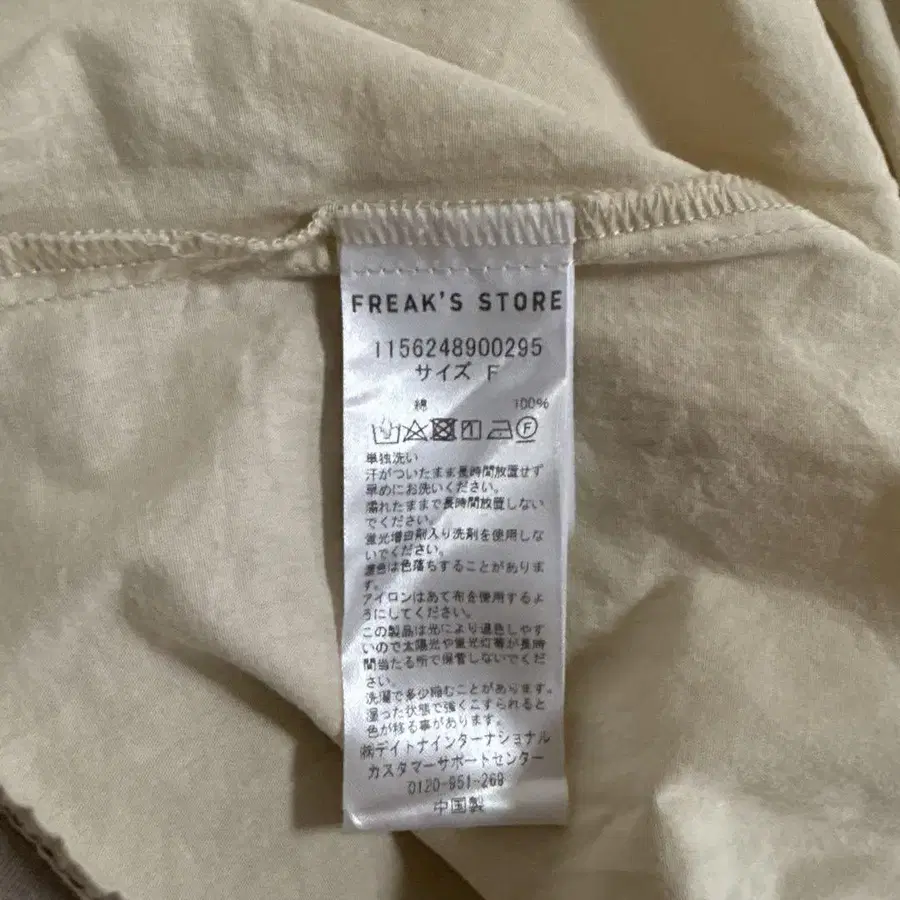 FREAK'S STORE
1156248900295
サイズ F
綿 100%
F
単独洗い
汗がついたまま長時間放置せず
早めにお洗いください。
濡れたままで長時間放置しない
でください。
蛍光増白剤入り洗剤を使用しな
いでください。
濃色は色落ちすることがありま
す。
アイロンはあて布を使用するよ
うにしてください。
この製品は光により退色しやす
いので太陽光や蛍光灯等が長時
間当たる所で保管しないでくだ
さい。
洗濯で多少縮むことがあります。
湿った状態で強くこすられると
色が移る事があります。
㈱デイトナインターナショナル
カスタマーサポートセンター
0120-951-269
中国製